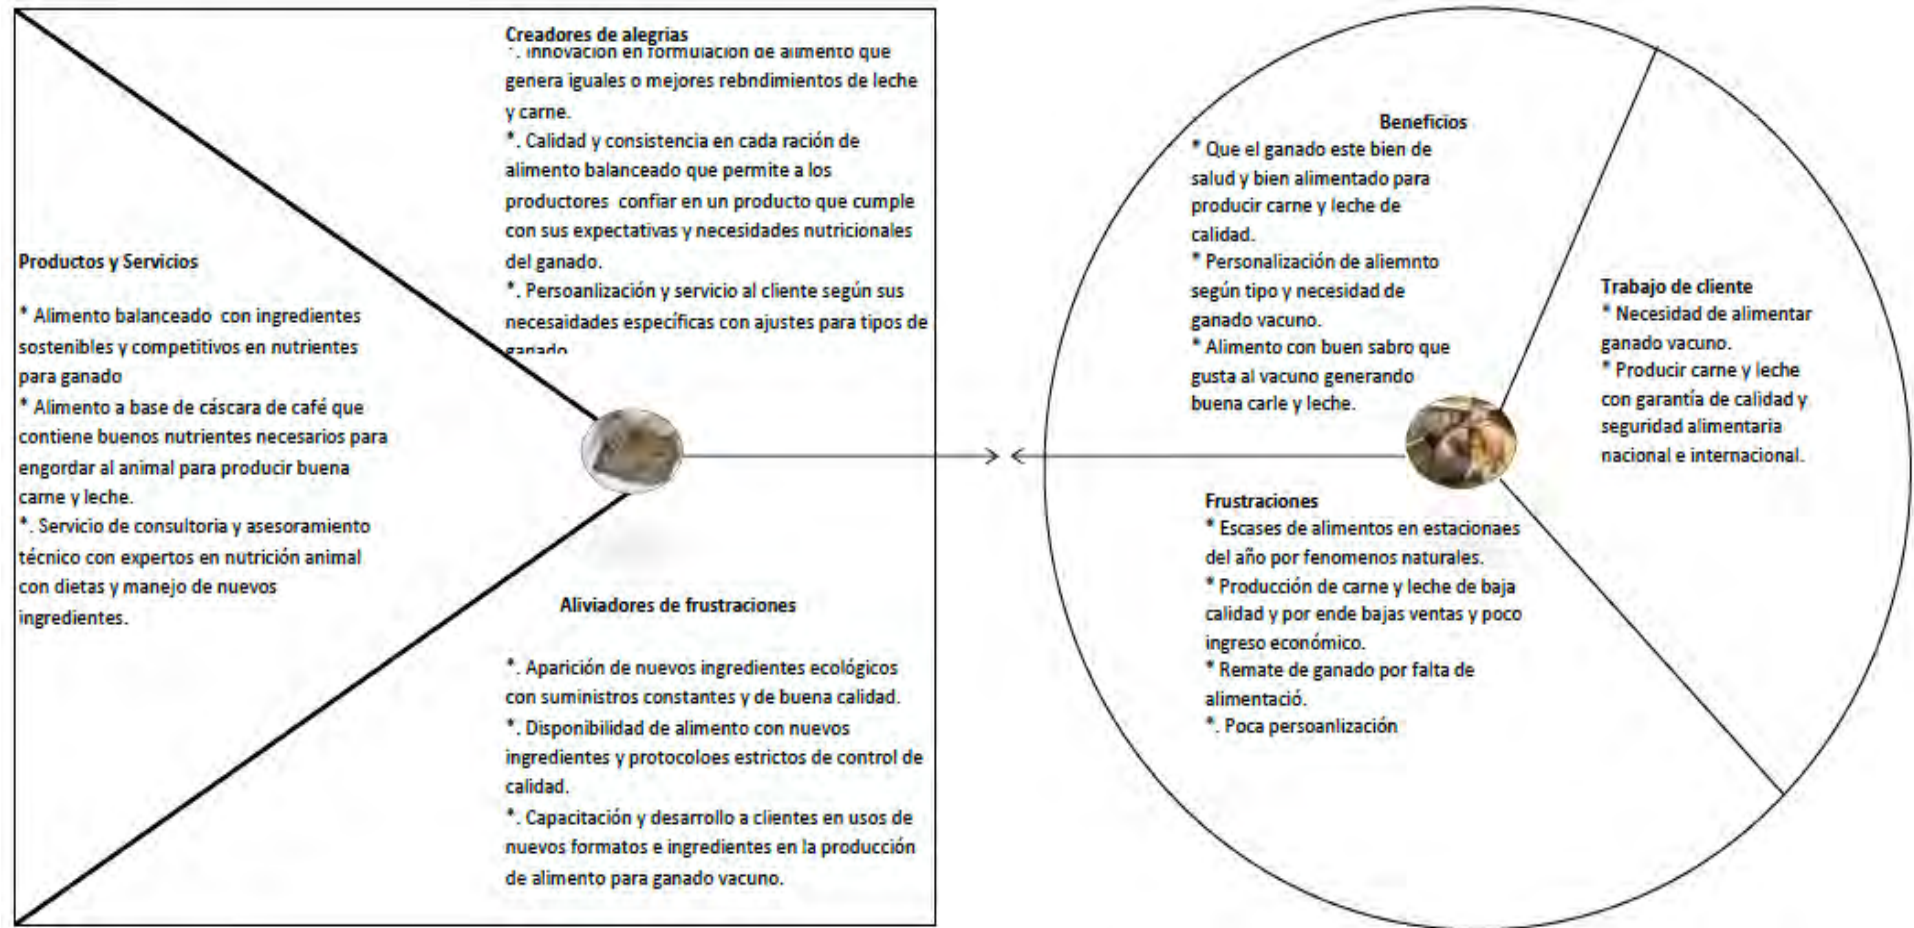 Creadores de alegrias
*. Innovación en formulación de alimento que
genera iguales o mejores rebndimientos de leche
y carne.
*. Calidad y consistencia en cada ración de
alimento balanceado que permite a los
productores confiar en un producto que cumple
con sus expectativas y necesidades nutricionales
del ganado.
*. Persoanlización y servicio al cliente según sus
necesaidades específicas con ajustes para tipos de
ganado
Productos y Servicios
* Alimento balanceado con ingredientes
sostenibles y competitivos en nutrientes
para ganado
* Alimento a base de cáscara de café que
contiene buenos nutrientes necesarios para
engordar al animal para producir buena
carne y leche.
*. Servicio de consultoria y asesoramiento
técnico con expertos en nutrición animal
con dietas y manejo de nuevos
ingredientes.
Aliviadores de frustraciones
*. Aparición de nuevos ingredientes ecológicos
con suministros constantes y de buena calidad.
*. Disponibilidad de alimento con nuevos
ingredientes y protocoloes estrictos de control de
calidad.
*. Capacitación y desarrollo a clientes en usos de
nuevos formatos e ingredientes en la producción
de alimento para ganado vacuno.
Beneficios
* Que el ganado este bien de
salud y bien alimentado para
producir carne y leche de
calidad.
* Personalización de aliemnto
según tipo y necesidad de
ganado vacuno.
* Alimento con buen sabro que
gusta al vacuno generando
buena carle y leche.
Trabajo de cliente
* Necesidad de alimentar
ganado vacuno.
* Producir carne y leche
con garantía de calidad y
seguridad alimentaria
nacional e internacional.
Frustraciones
* Escases de alimentos en estacionaes
del año por fenomenos naturales.
* Producción de carne y leche de baja
calidad y por ende bajas ventas y poco
ingreso económico.
* Remate de ganado por falta de
alimentació.
*. Poca persoanlización